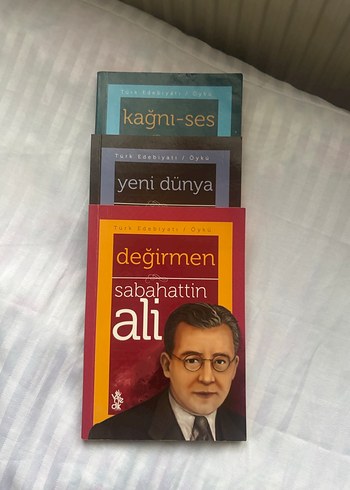 Türk Edebiyatı / Öykü
kağnı-ses
Türk Edebiyatı / Öykü
yeni dünya
Türk Edebiyatı / Öykü
değirmen
sabahattin
ali